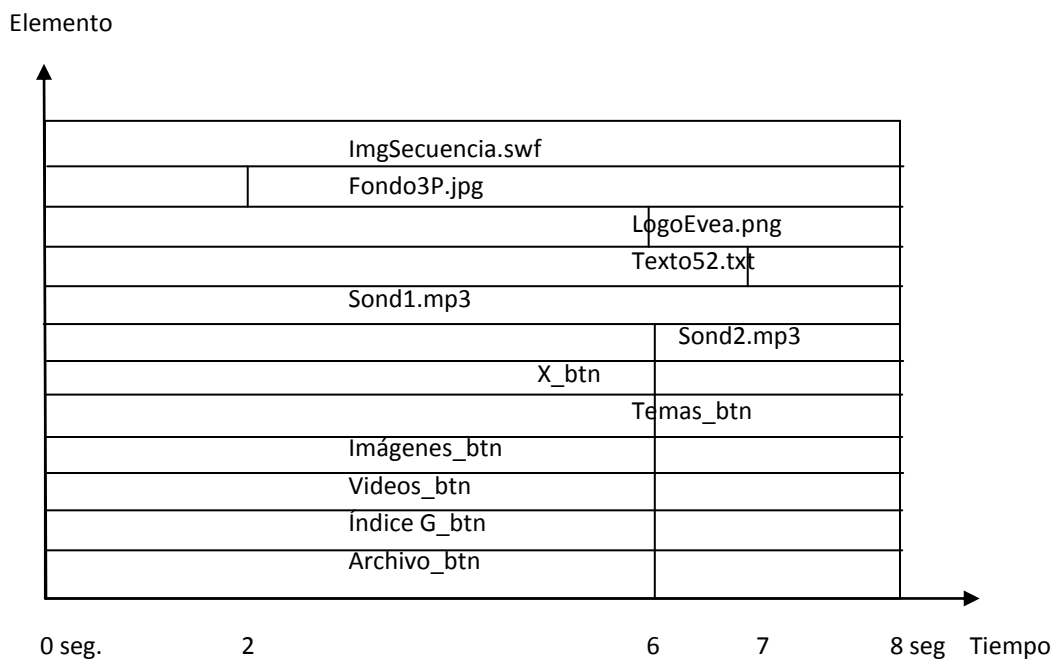 Elemento
ImgSecuencia.swf
Fondo3P.jpg
LogoEvea.png
Texto52.txt
Sond1.mp3
Sond2.mp3
X_btn
Temas_btn
Imágenes_btn
Videos_btn
Índice G_btn
Archivo_btn
0 seg. 2 6 7 8 seg Tiempo